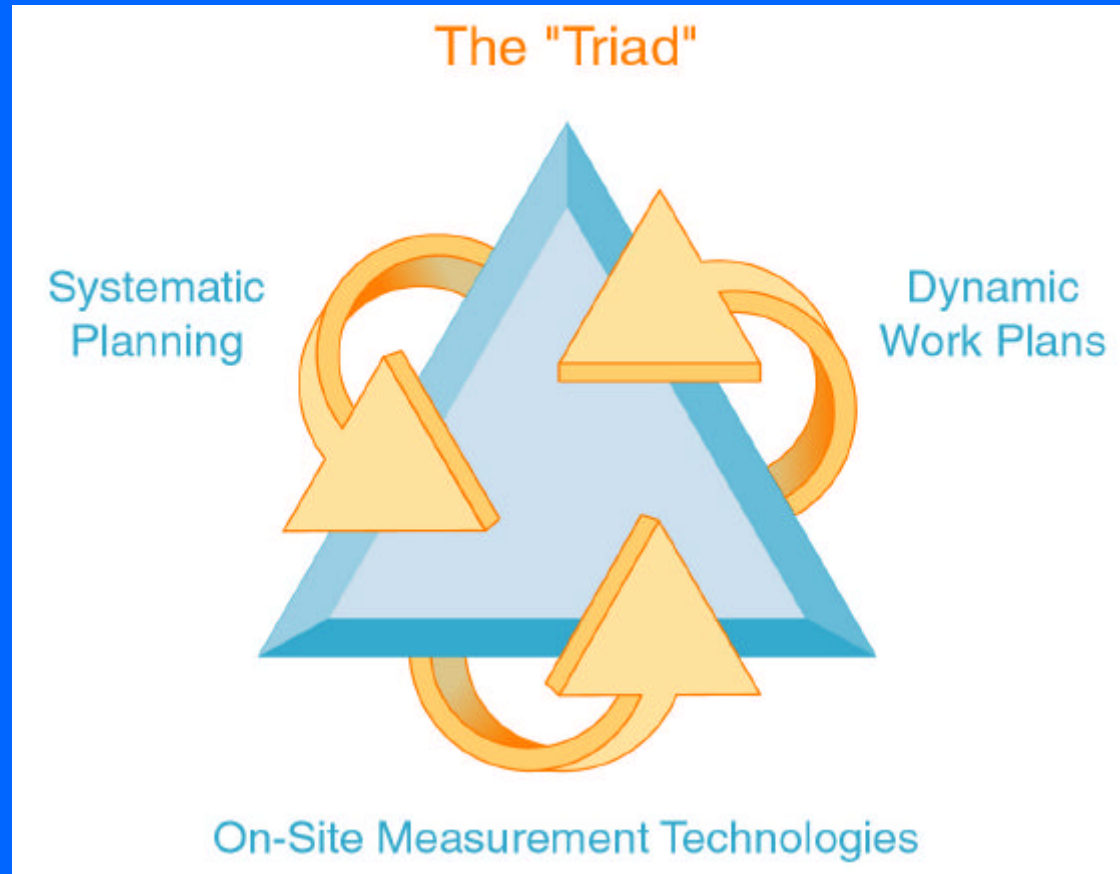 The "Triad"
Systematic
Planning
Dynamic
Work Plans
On-Site Measurement Technologies